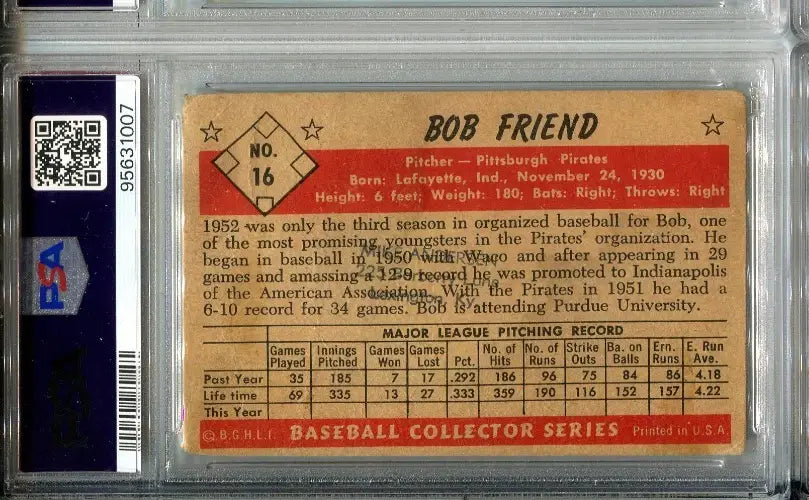 95631007
PSA
BOB FRIEND
NO.
16
Pitcher — Pittsburgh Pirates
Born: Lafayette, Ind., November 24, 1930
Height: 6 feet; Weight: 180; Bats: Right; Throws: Right
1952 was only the third season in organized baseball for Bob, one
of the most promising youngsters in the Pirates' organization. He
began in baseball in 1950 with Waco and after appearing in 29
games and amassing a 12-9 record he was promoted to Indianapolis
of the American Association. With the Pirates in 1951 he had a
6-10 record for 34 games. Bob is attending Purdue University.
Lexington, Ky.
MAJOR LEAGUE PITCHING RECORD
Games Played Innings Pitched Games Won Games Lost Pct. No. of Hits No. of Runs Strike Outs Ba. on Balls Ern. Runs E. Run Ave.
Past Year 35 185 7 17 .292 186 96 75 84 86 4.18
Life time 69 335 13 27 .333 359 190 116 152 157 4.22
This Year
© B.G.H.L.I. BASEBALL COLLECTOR SERIES Printed in U.S.A.